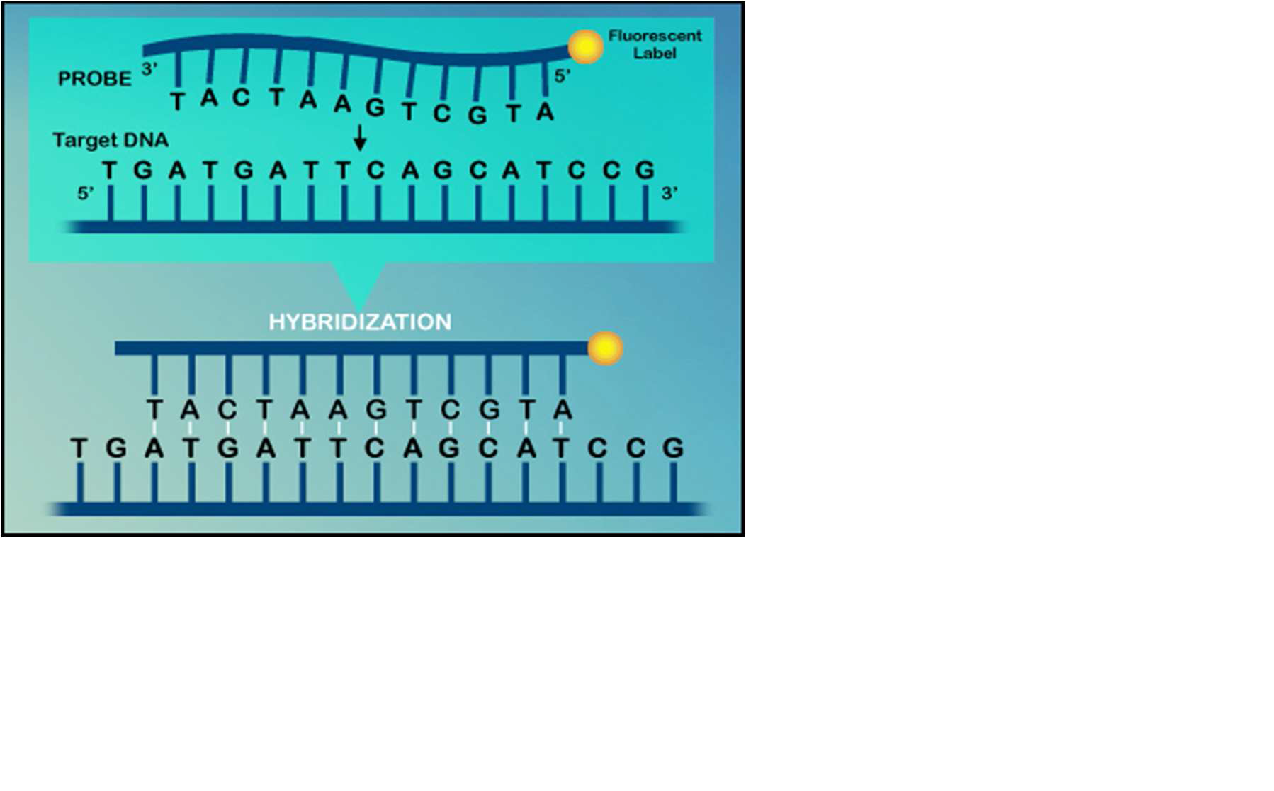 Fluorescent
Label
PROBE 3’ 5’
T A C T A A G T C G T A
Target DNA
T G A T G A T T C A G C A T C C G
5’ 3’
HYBRIDIZATION
T A C T A A G T C G T A
T G A T G A T T C A G C A T C C G